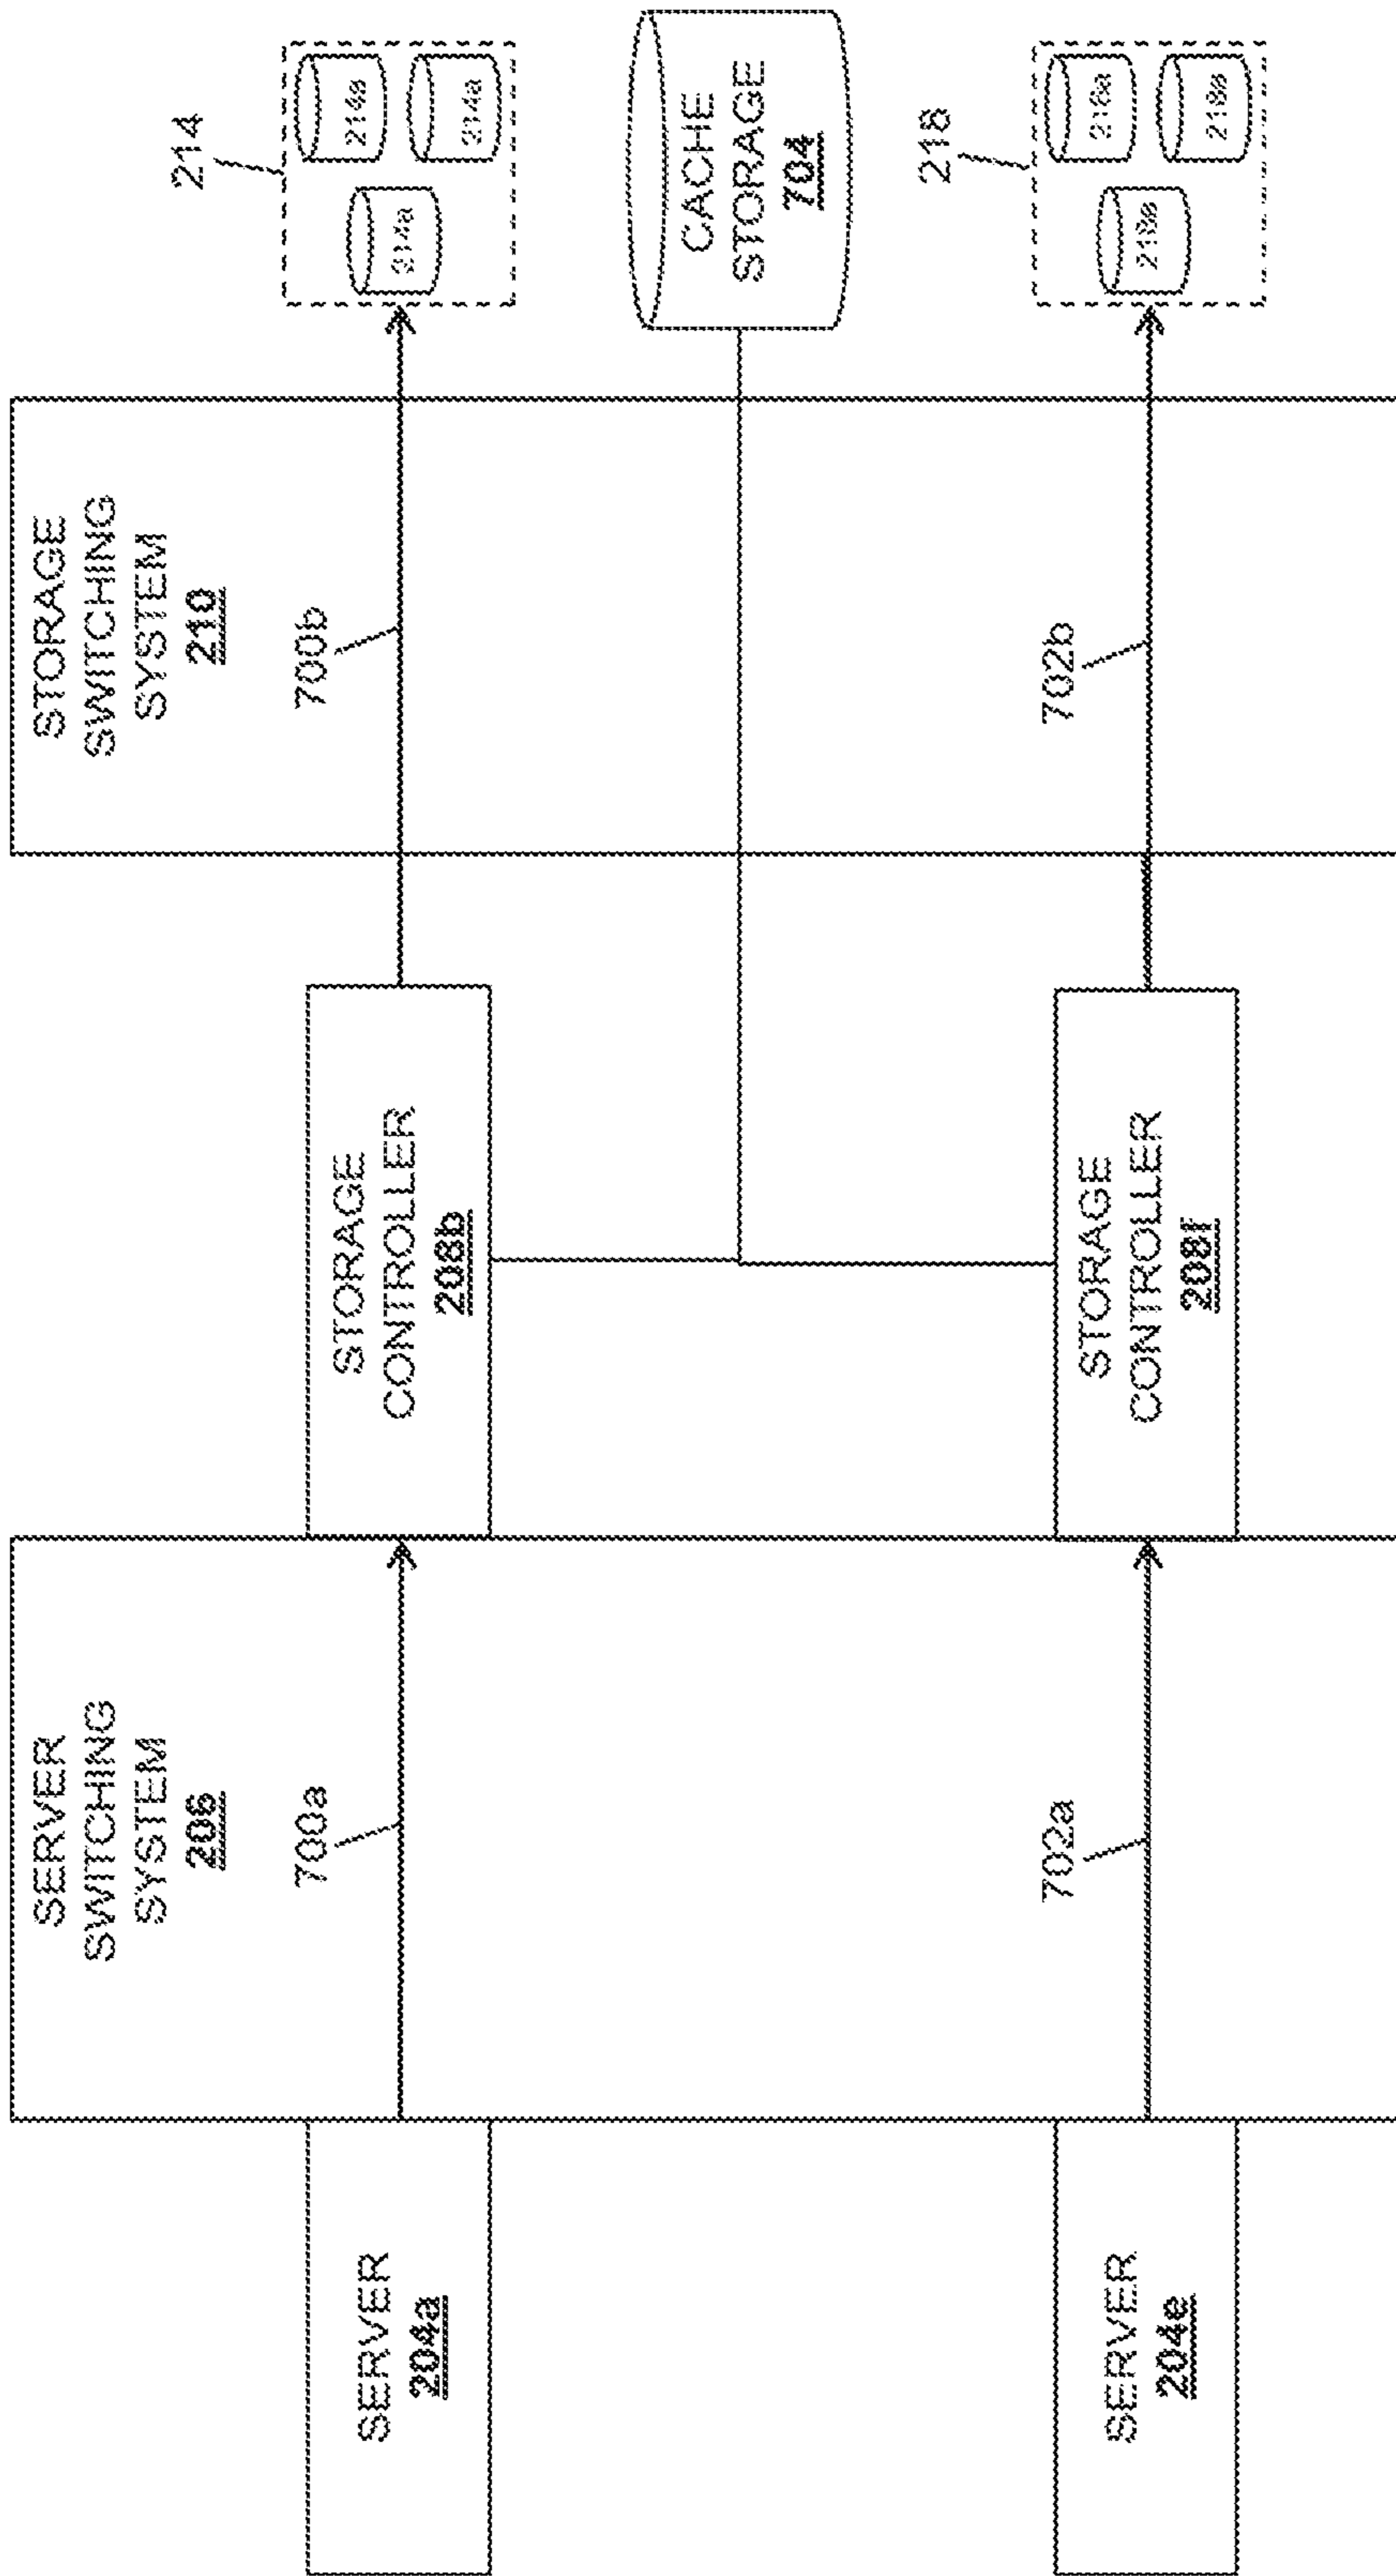 SERVER
SWITCHING
SYSTEM
206
STORAGE
SWITCHING
SYSTEM
210
214
SERVER
204a
700a
STORAGE
CONTROLLER
208b
700b
214a
214a
214a
CACHE
STORAGE
704
218
SERVER
204e
702a
STORAGE
CONTROLLER
208f
702b
218a
218a
218a